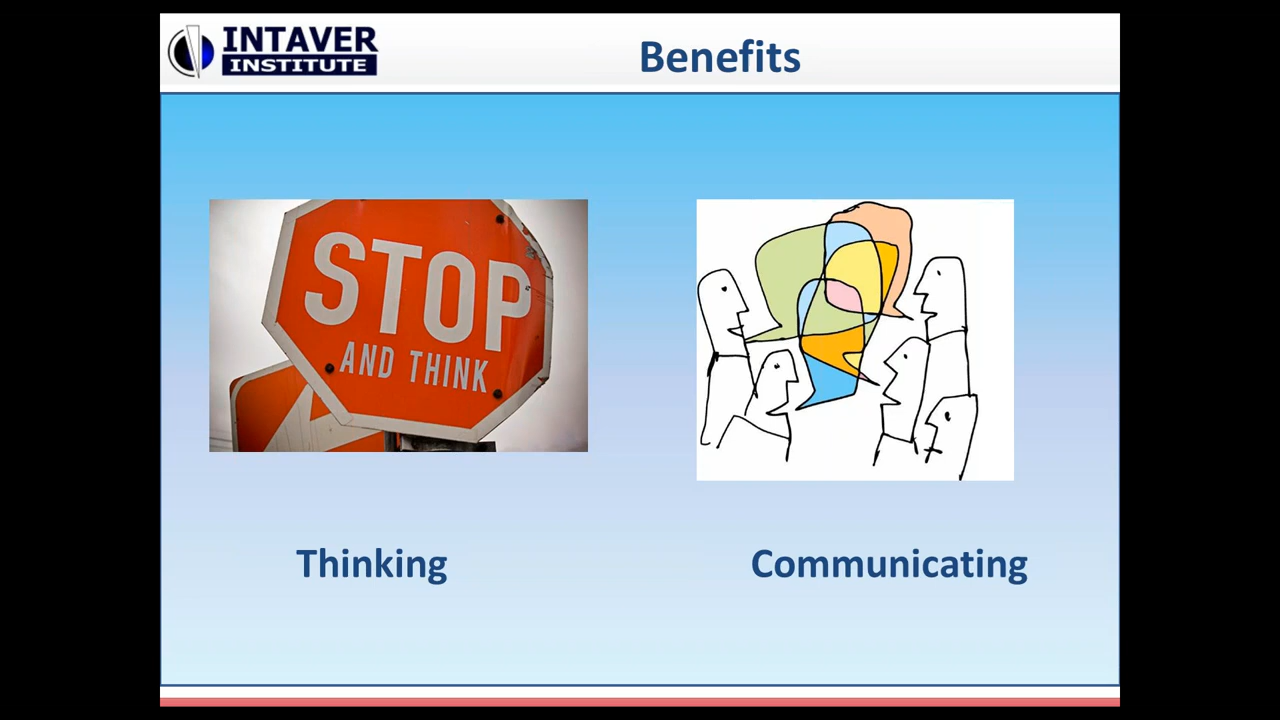 INTAVER
INSTITUTE
Benefits
STOP
AND THINK
Thinking
Communicating